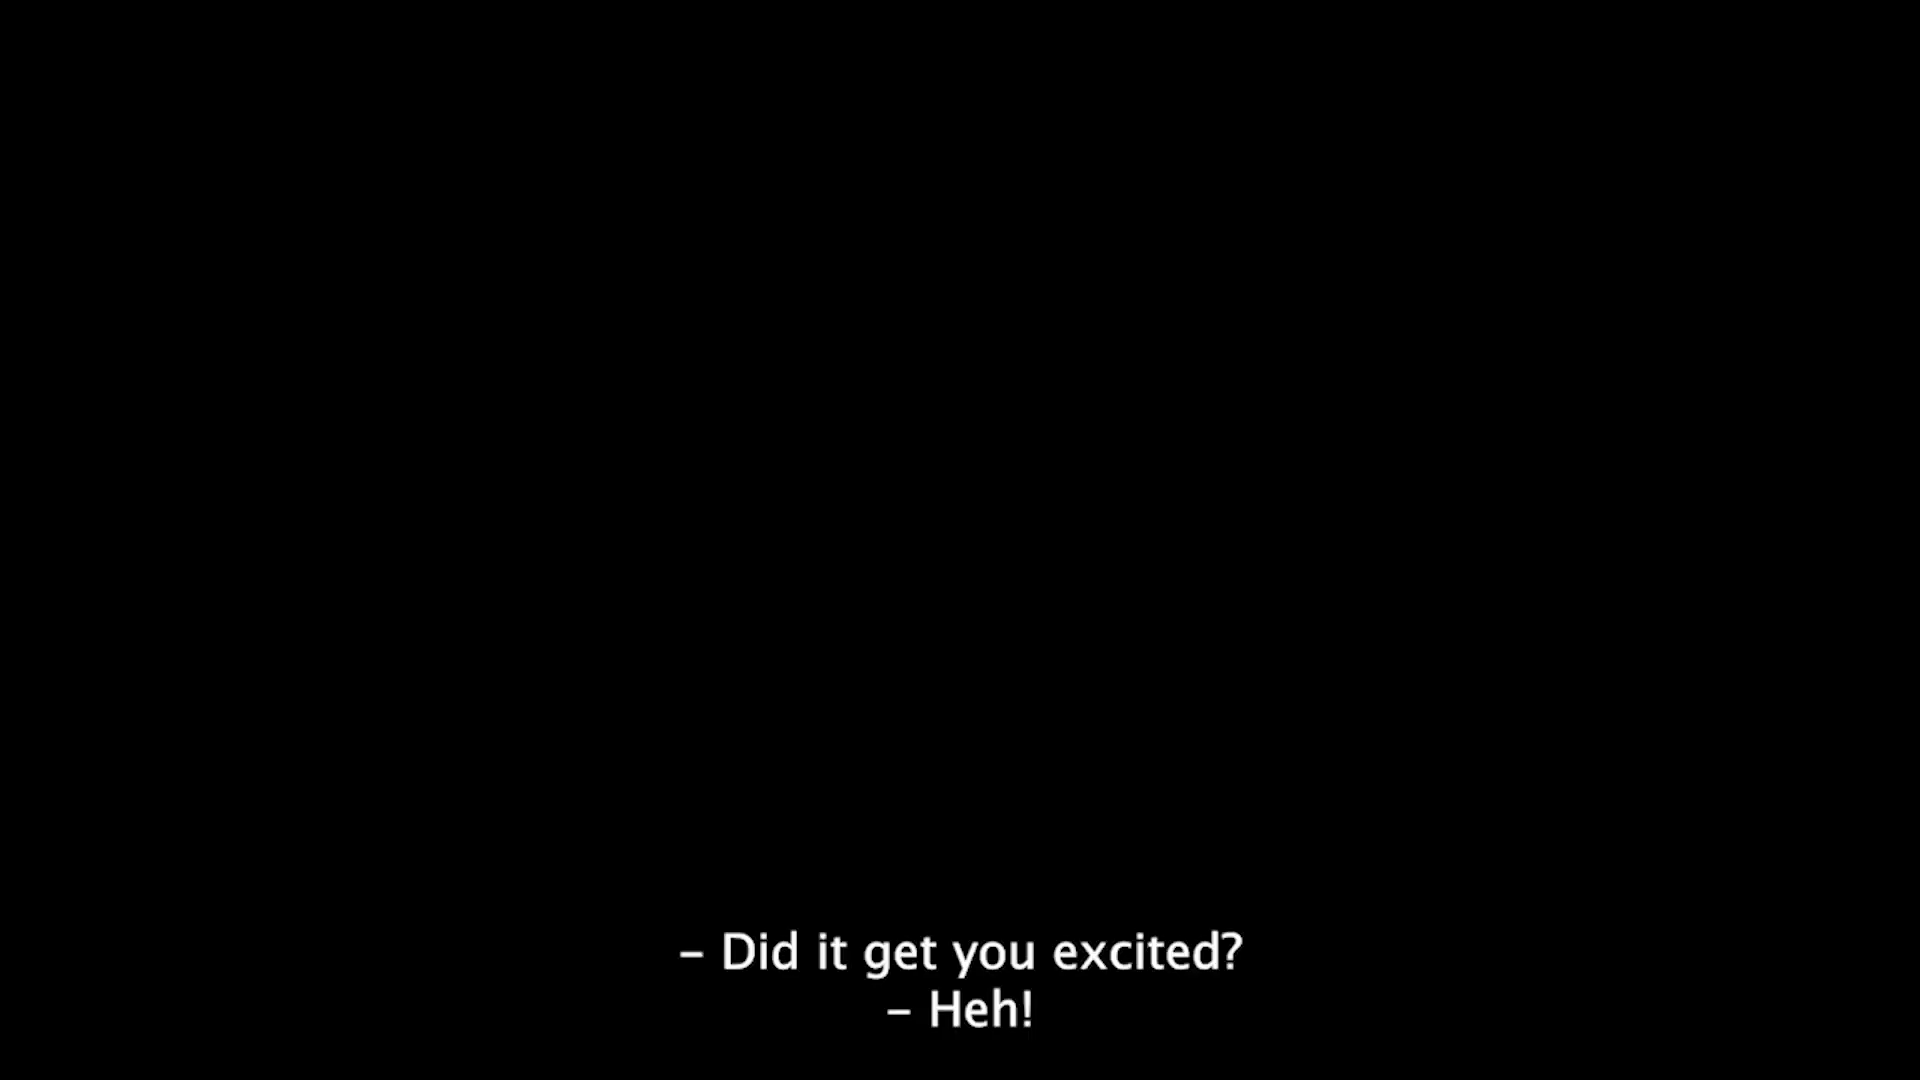 – Did it get you excited?
– Heh!